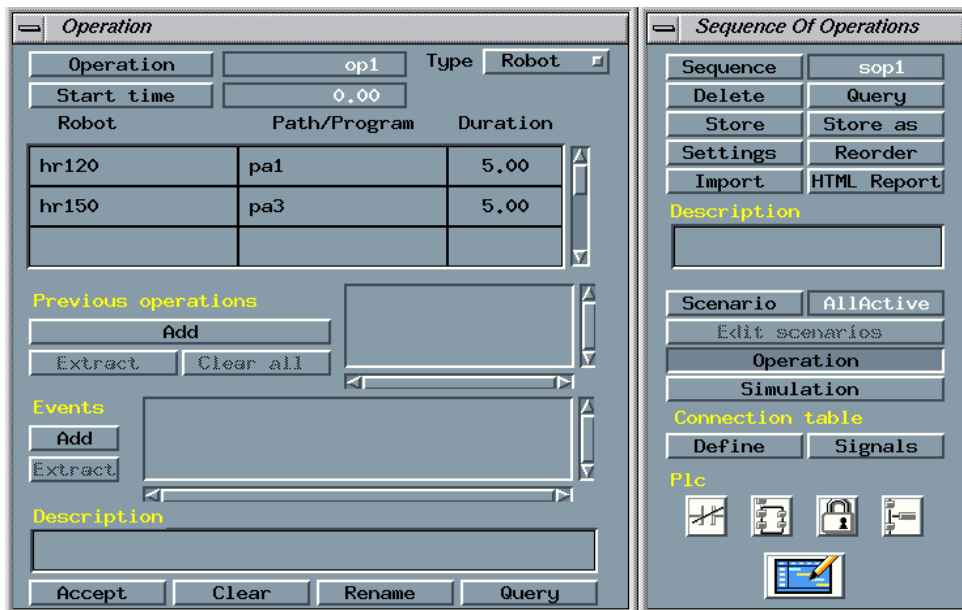 Operation
Operation op1 Type Robot
Start time 0.00
Robot Path/Program Duration
hr120 pa1 5.00
hr150 pa3 5.00
Previous operations
Add
Extract Clear all
Events
Add
Extract
Description
Accept Clear Rename Query
Sequence Of Operations
Sequence sop1
Delete Query
Store Store as
Settings Reorder
Import HTML Report
Description
Scenario AllActive
Edit scenarios
Operation
Simulation
Connection table
Define Signals
Plc